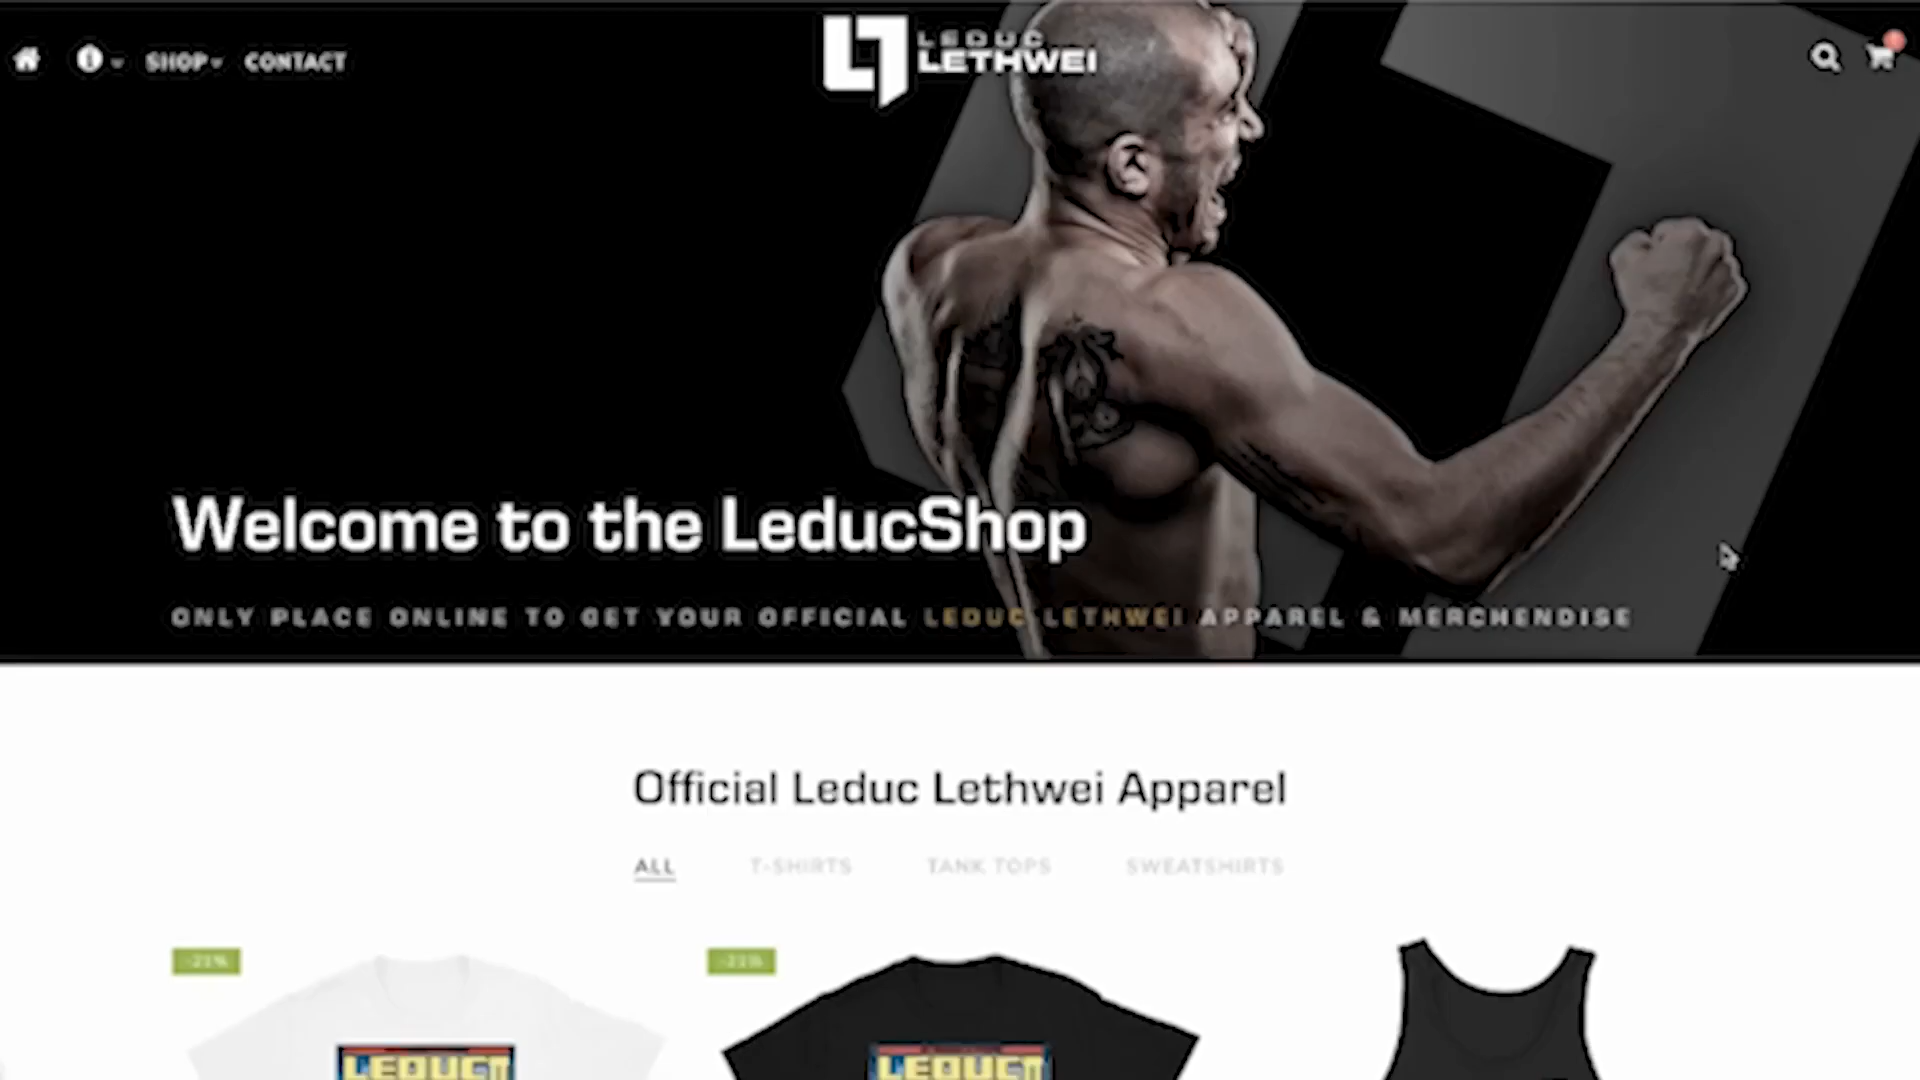 SHOP
CONTACT
LEDUC
LETHWEI
Welcome to the LeducShop
ONLY PLACE ONLINE TO GET YOUR OFFICIAL LEDUC LETHWEI APPAREL & MERCHENDISE
Official Leduc Lethwei Apparel
ALL
T-SHIRTS
TANK TOPS
SWEATSHIRTS